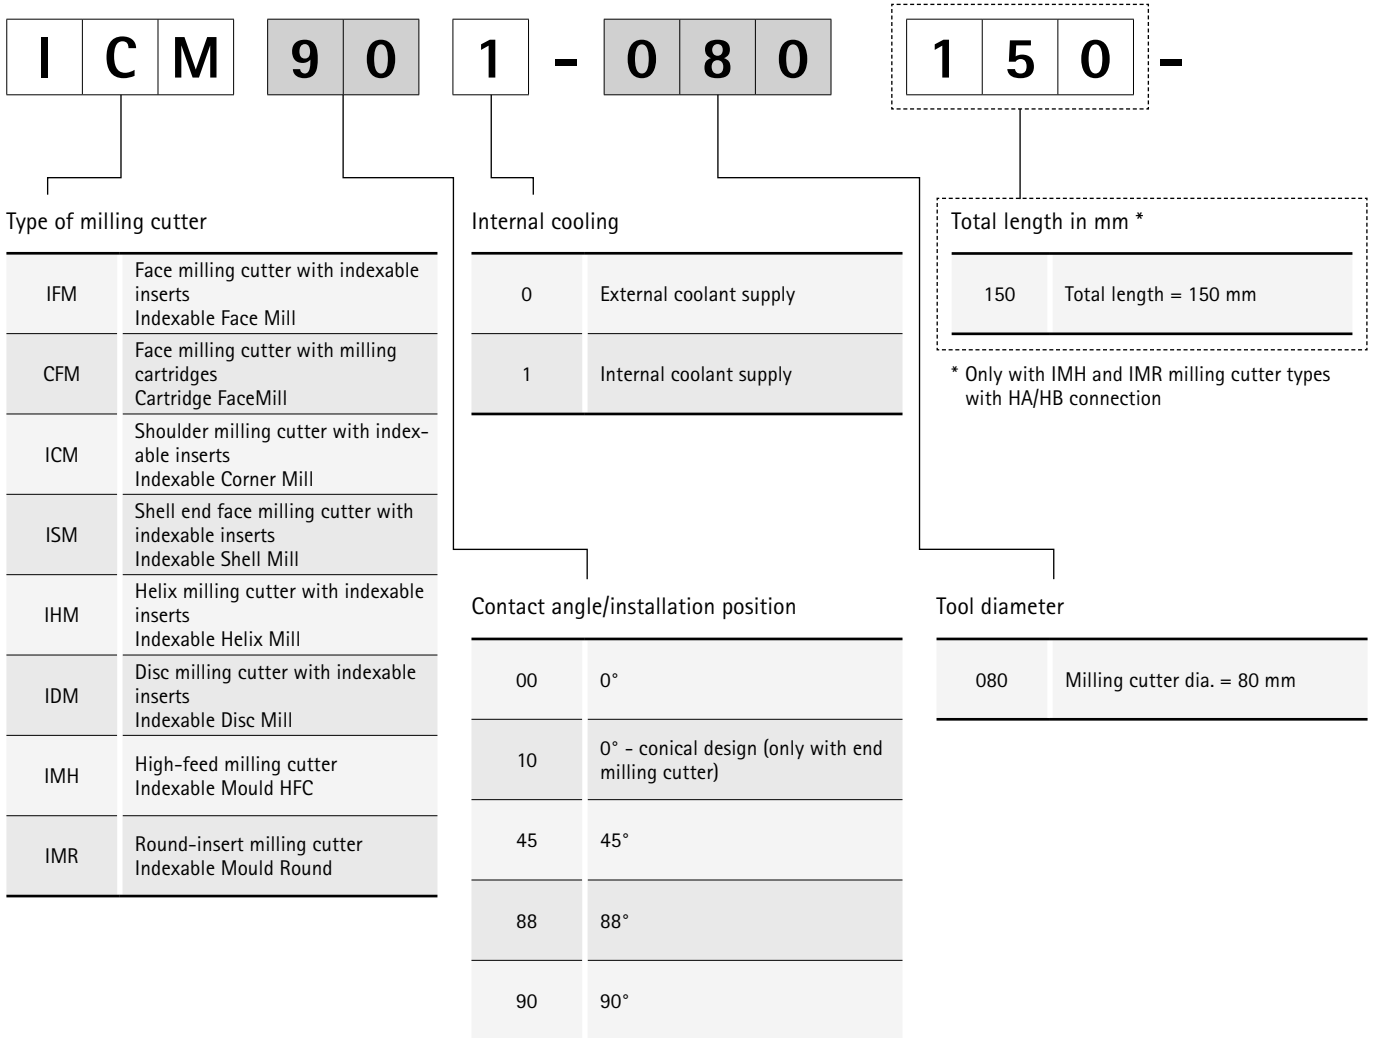 I C M 9 0 1 - 0 8 0 1 5 0 -
Type of milling cutter
IFM
Face milling cutter with indexable
inserts
Indexable Face Mill
CFM
Face milling cutter with milling
cartridges
Cartridge FaceMill
ICM
Shoulder milling cutter with index-
able inserts
Indexable Corner Mill
ISM
Shell end face milling cutter with
indexable inserts
Indexable Shell Mill
IHM
Helix milling cutter with indexable
inserts
Indexable Helix Mill
IDM
Disc milling cutter with indexable
inserts
Indexable Disc Mill
IMH
High-feed milling cutter
Indexable Mould HFC
IMR
Round-insert milling cutter
Indexable Mould Round
Internal cooling
0 External coolant supply
1 Internal coolant supply
Total length in mm *
150 Total length = 150 mm
* Only with IMH and IMR milling cutter types
with HA/HB connection
Contact angle/installation position
00 0°
10
0° - conical design (only with end
milling cutter)
45 45°
88 88°
90 90°
Tool diameter
080 Milling cutter dia. = 80 mm